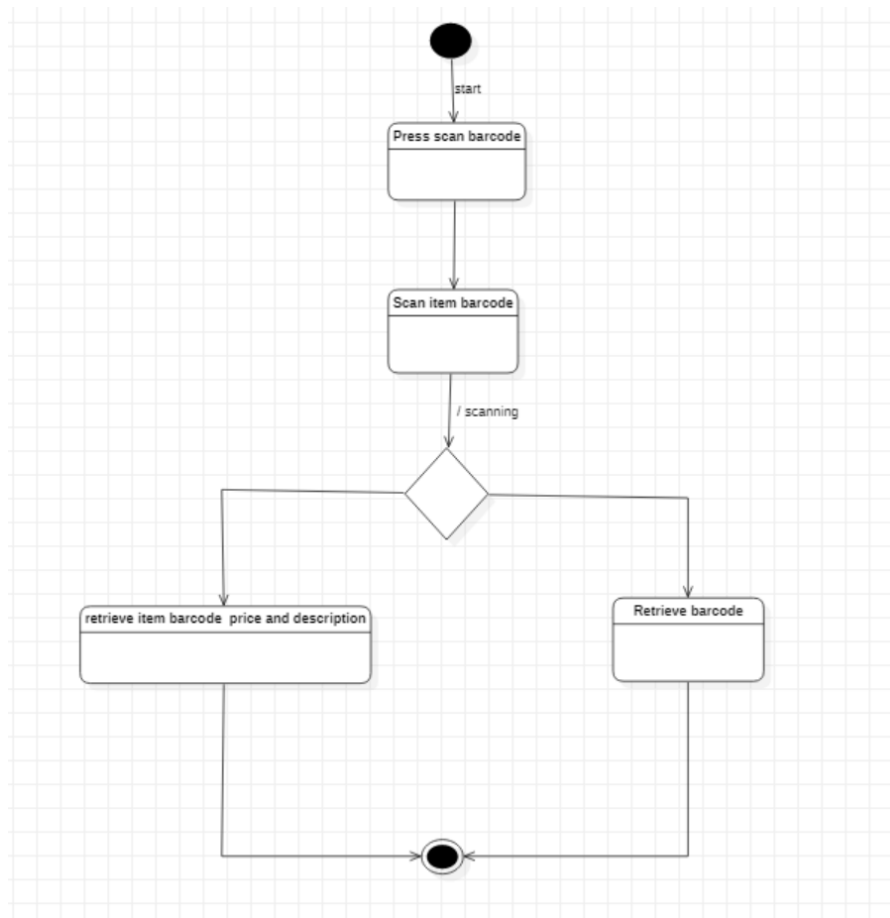 start
Press scan barcode
Scan item barcode
/ scanning
retrieve item barcode  price and description
Retrieve barcode